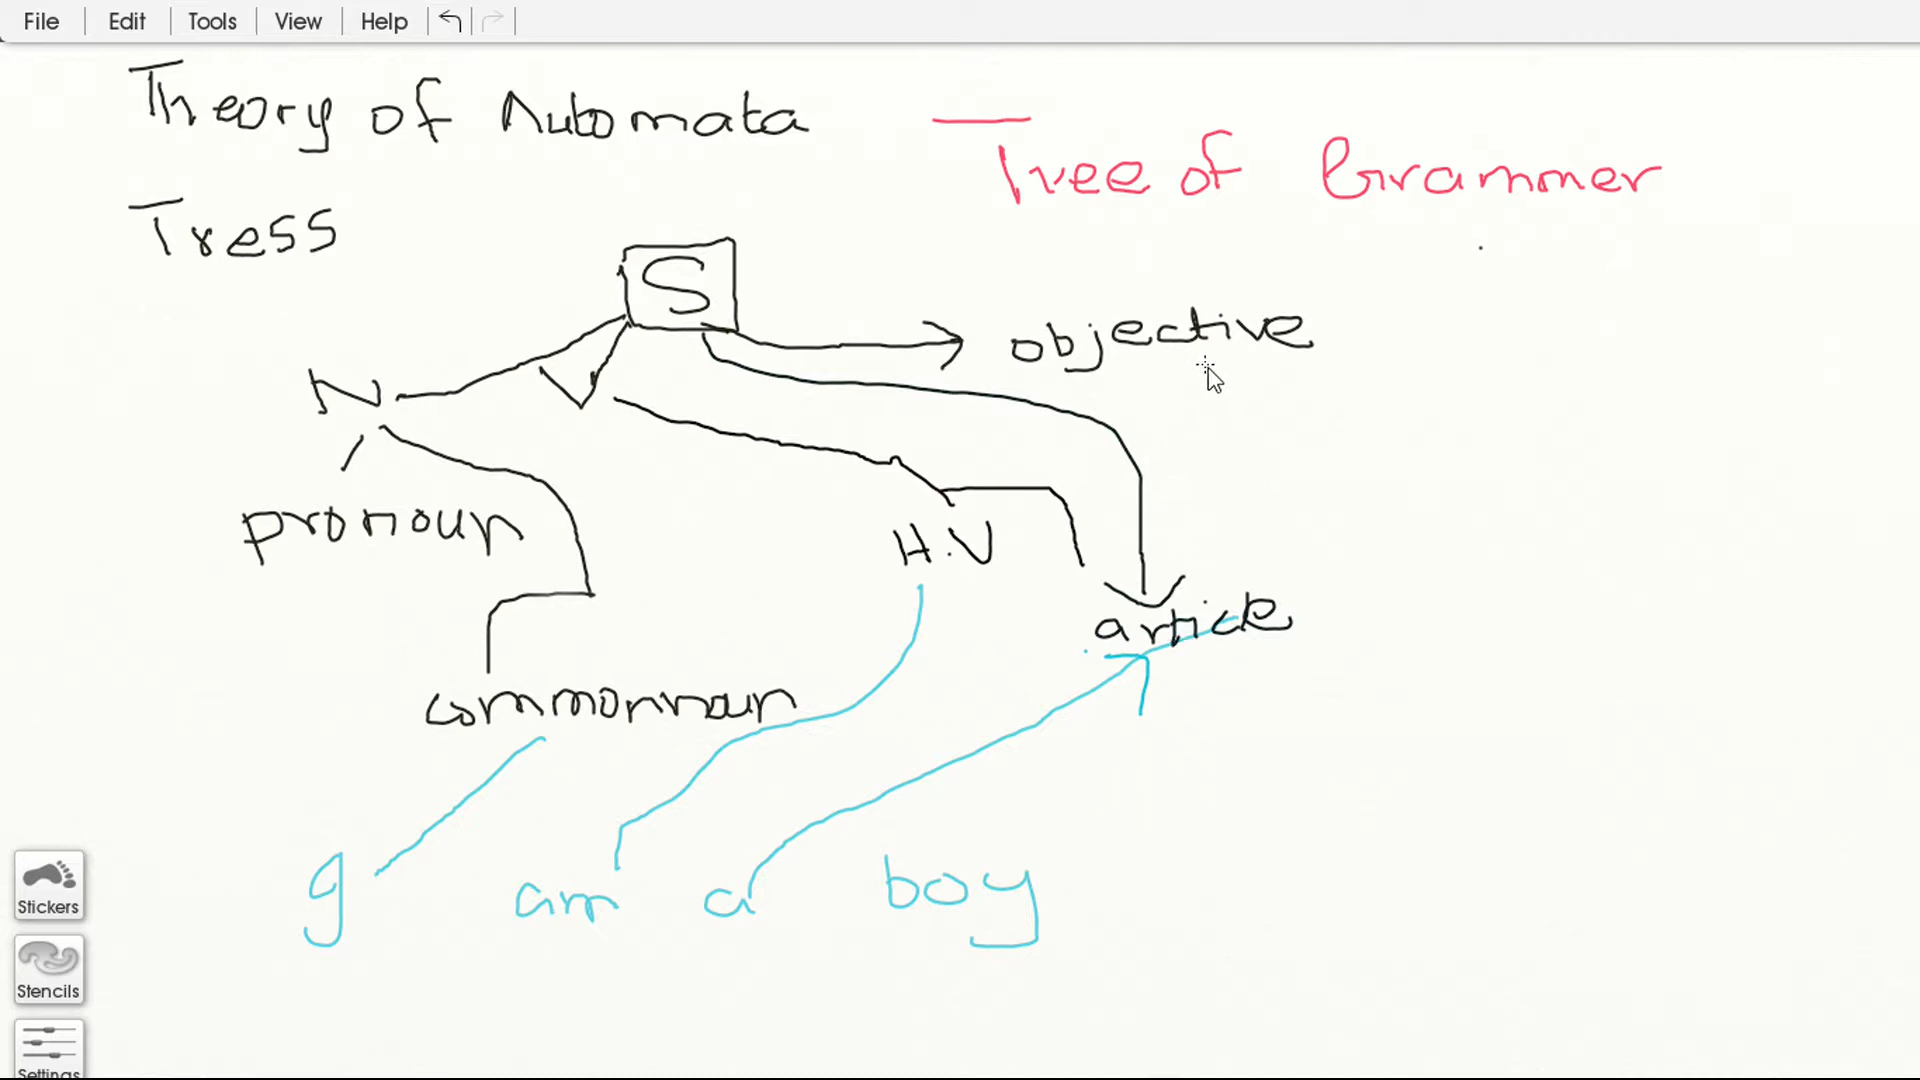 File Edit Tools View Help
Theory of Automata
Tree of Grammer
Tress
S
objective
N V
pronoun H.V
article
commonnoun
g am a boy
Stickers
Stencils
Settings